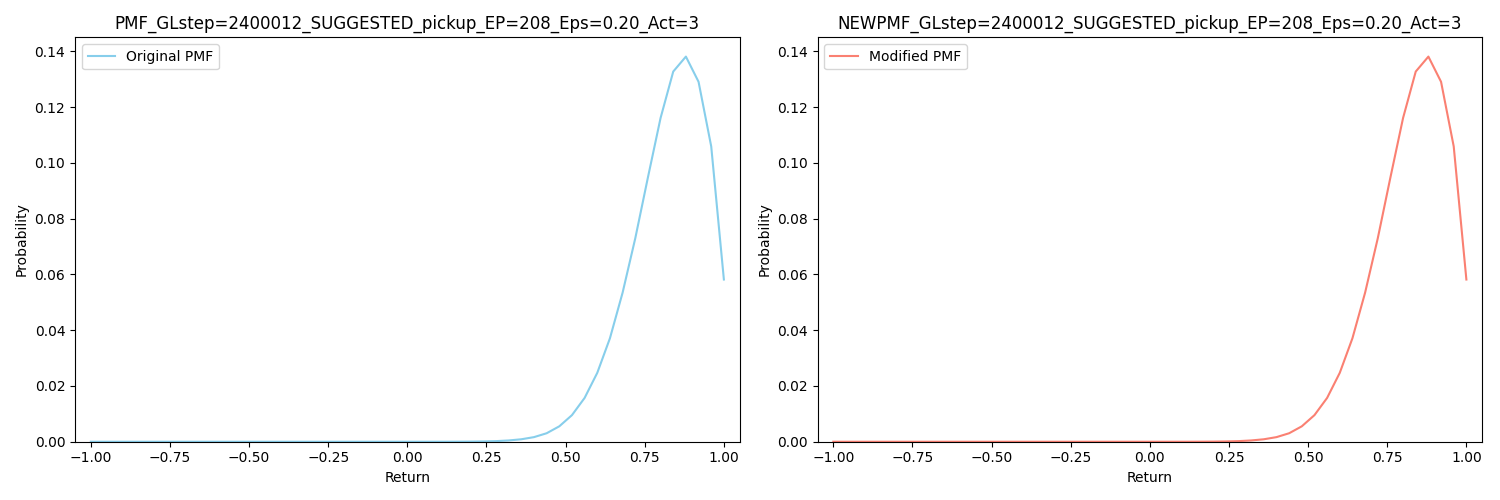 PMF_GLstep=2400012_SUGGESTED_pickup_EP=208_Eps=0.20_Act=3
Original PMF
0.14
0.12
0.10
0.08
0.06
0.04
0.02
0.00
Probability
−1.00 −0.75 −0.50 −0.25 0.00 0.25 0.50 0.75 1.00
Return
NEWPMF_GLstep=2400012_SUGGESTED_pickup_EP=208_Eps=0.20_Act=3
Modified PMF
0.14
0.12
0.10
0.08
0.06
0.04
0.02
0.00
Probability
−1.00 −0.75 −0.50 −0.25 0.00 0.25 0.50 0.75 1.00
Return